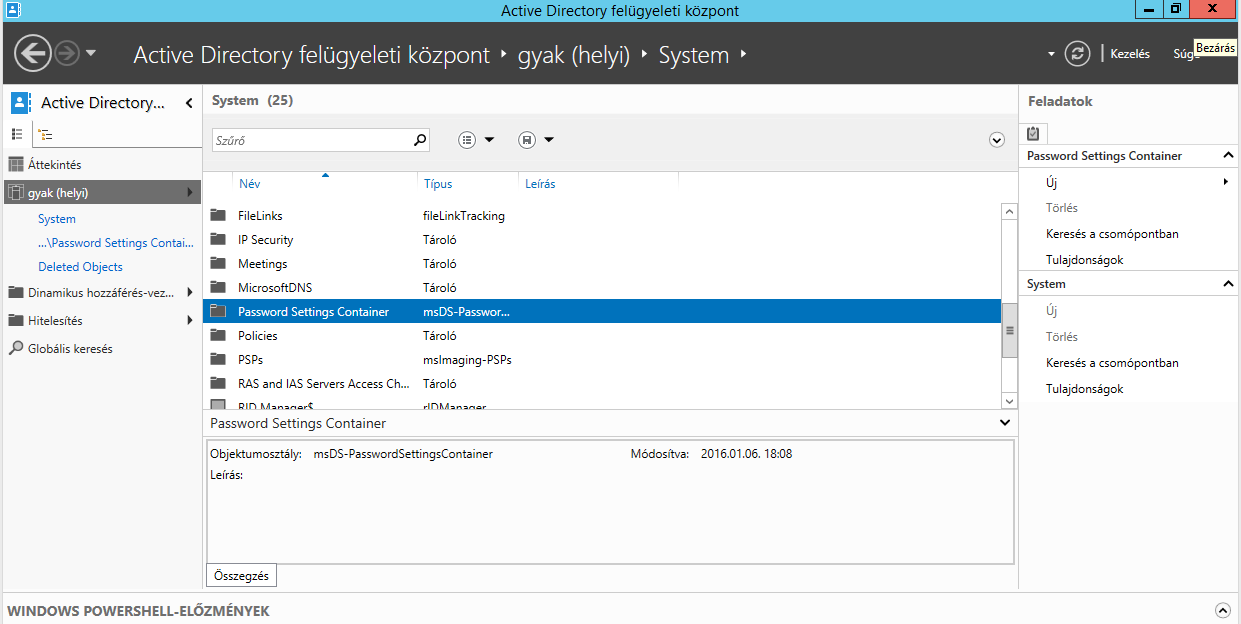 Active Directory felügyeleti központ
Active Directory felügyeleti központ gyak (helyi) System
Kezelés
Bezárás
Active Directory...
System (25)
Feladatok
Szűrő
Áttekintés
gyak (helyi)
System
...\Password Settings Contai...
Deleted Objects
Dinamikus hozzáférés-vez...
Hitelesítés
Globális keresés
Név Típus Leírás
FileLinks fileLinkTracking
IP Security Tároló
Meetings Tároló
MicrosoftDNS Tároló
Password Settings Container msDS-Passwor...
Policies Tároló
PSPs msImaging-PSPs
RAS and IAS Servers Access Ch... Tároló
RID Manager$ rIDManager
Password Settings Container
Objektumosztály: msDS-PasswordSettingsContainer Módosítva: 2016.01.06. 18:08
Leírás:
Összegzés
Password Settings Container
Új
Törlés
Keresés a csomópontban
Tulajdonságok
System
Új
Törlés
Keresés a csomópontban
Tulajdonságok
WINDOWS POWERSHELL-ELŐZMÉNYEK